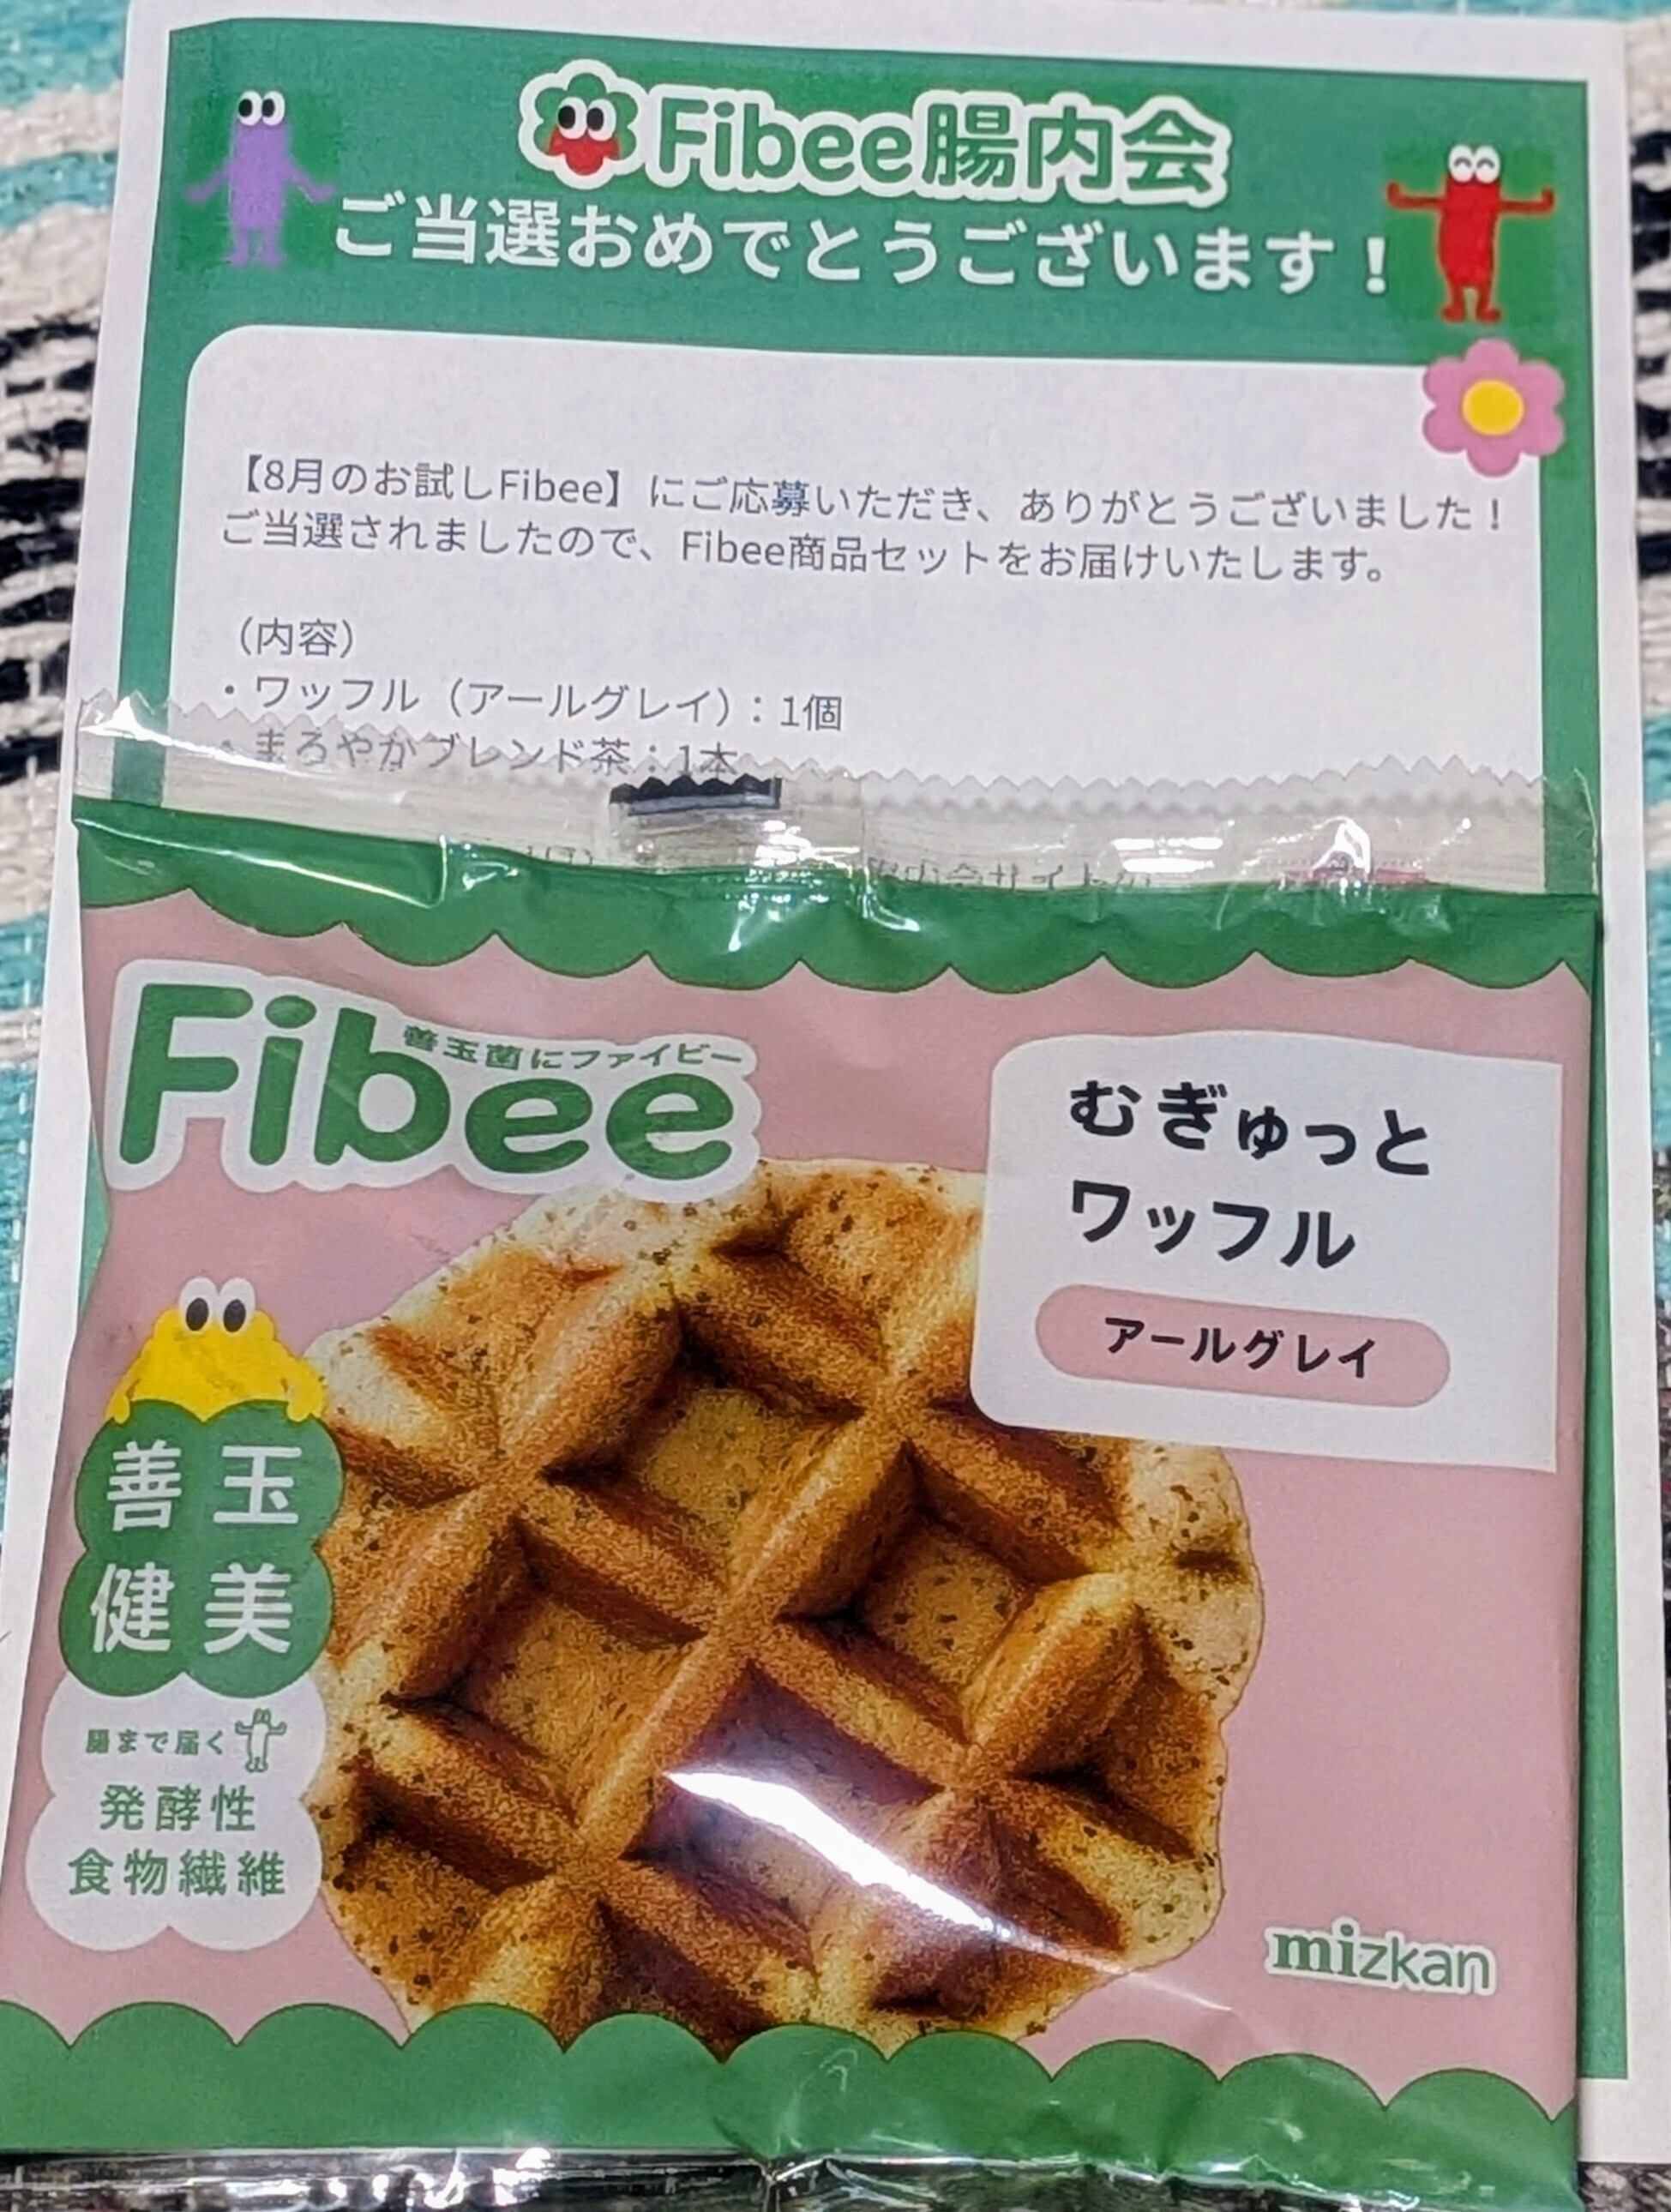 Fibee腸内会
ご当選おめでとうございます！
【8月のお試しFibee】にご応募いただき、ありがとうございました！
ご当選されましたので、Fibee商品セットをお届けいたします。
（内容）
・ワッフル（アールグレイ）：1個
・まろやかブレンド茶：1本
善玉菌にファイビー
Fibee
むぎゅっと
ワッフル
アールグレイ
善玉
健美
腸まで届く
発酵性
食物繊維
mizkan